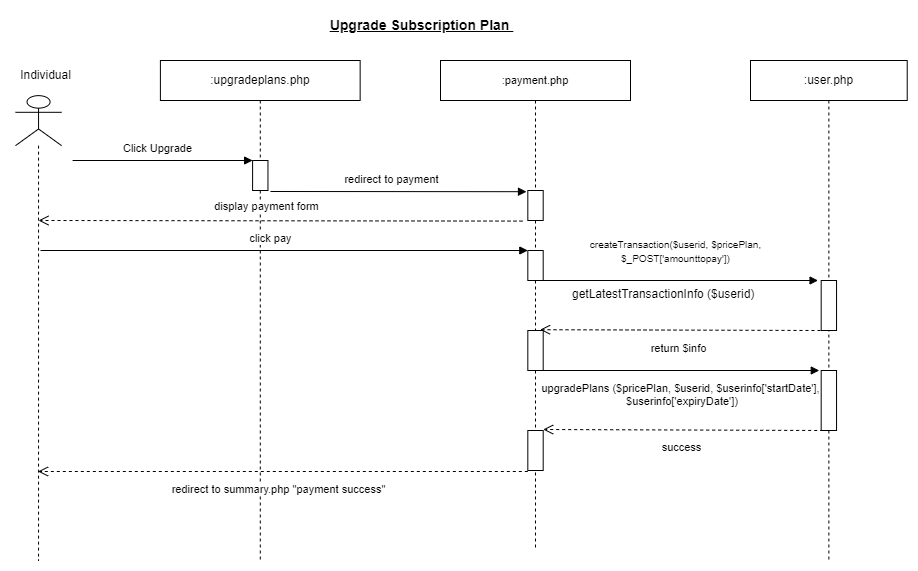 Upgrade Subscription Plan
Individual
:upgradeplans.php
:payment.php
:user.php
Click Upgrade
redirect to payment
display payment form
click pay
createTransaction($userid, $pricePlan,
$_POST['amounttopay'])
getLatestTransactionInfo ($userid)
return $info
upgradePlans ($pricePlan, $userid, $userinfo['startDate'],
$userinfo['expiryDate'])
success
redirect to summary.php "payment success"